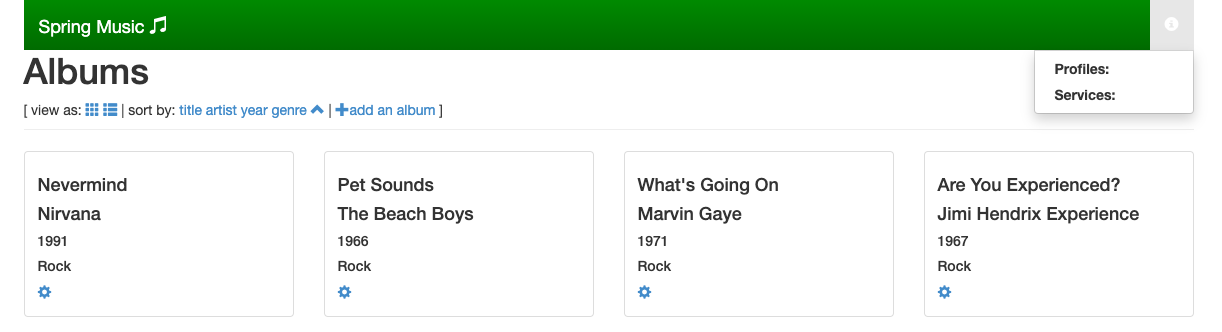 Spring Music
Profiles:
Services:
Albums
[ view as: | sort by: title artist year genre | add an album ]
Nevermind
Nirvana
1991
Rock
Pet Sounds
The Beach Boys
1966
Rock
What's Going On
Marvin Gaye
1971
Rock
Are You Experienced?
Jimi Hendrix Experience
1967
Rock